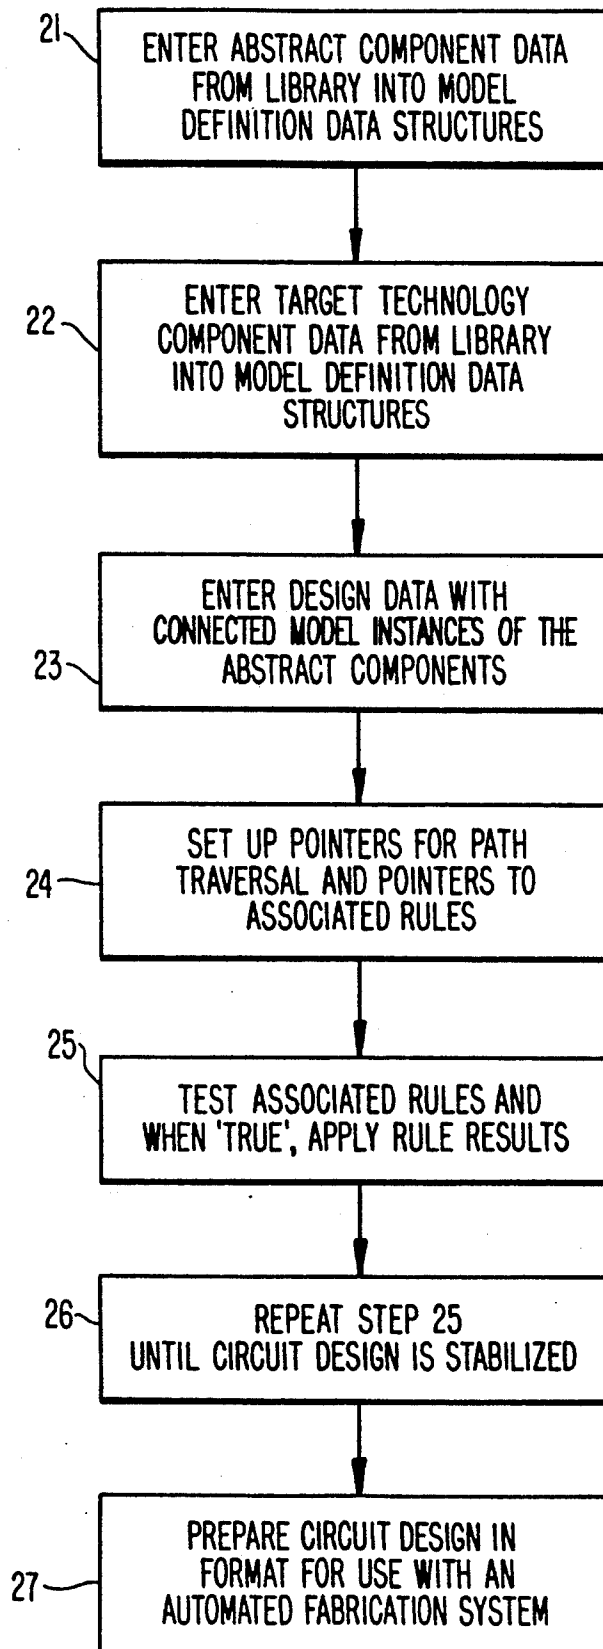 21
ENTER ABSTRACT COMPONENT DATA
FROM LIBRARY INTO MODEL
DEFINITION DATA STRUCTURES
22
ENTER TARGET TECHNOLOGY
COMPONENT DATA FROM LIBRARY
INTO MODEL DEFINITION DATA
STRUCTURES
ENTER DESIGN DATA WITH
CONNECTED MODEL INSTANCES OF THE
ABSTRACT COMPONENTS
23
SET UP POINTERS FOR PATH
TRAVERSAL AND POINTERS TO
ASSOCIATED RULES
24
25
TEST ASSOCIATED RULES AND
WHEN 'TRUE', APPLY RULE RESULTS
26
REPEAT STEP 25
UNTIL CIRCUIT DESIGN IS STABILIZED
PREPARE CIRCUIT DESIGN IN
FORMAT FOR USE WITH AN
AUTOMATED FABRICATION SYSTEM
27